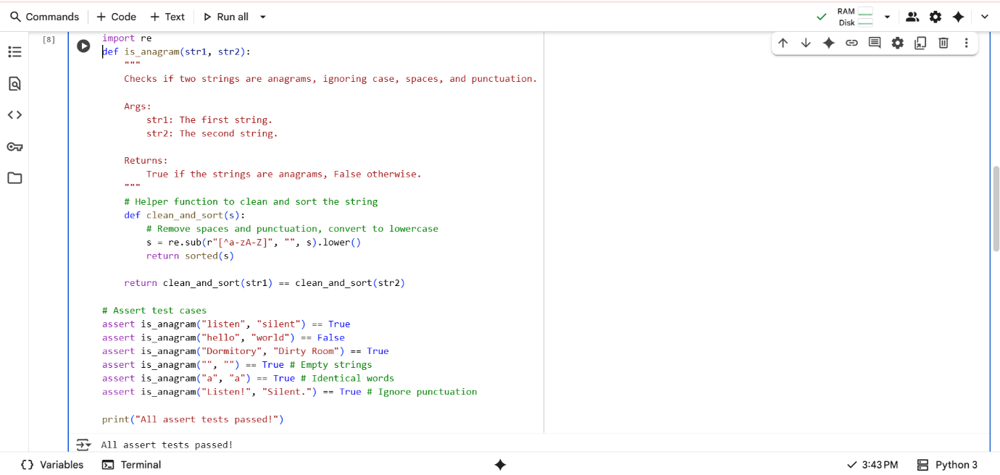 Commands + Code + Text Run all RAM
Disk
[8] import re
def is_anagram(str1, str2):
"""
Checks if two strings are anagrams, ignoring case, spaces, and punctuation.
Args:
str1: The first string.
str2: The second string.
Returns:
True if the strings are anagrams, False otherwise.
"""
# Helper function to clean and sort the string
def clean_and_sort(s):
# Remove spaces and punctuation, convert to lowercase
s = re.sub(r"[^a-zA-Z]", "", s).lower()
return sorted(s)
return clean_and_sort(str1) == clean_and_sort(str2)
# Assert test cases
assert is_anagram("listen", "silent") == True
assert is_anagram("hello", "world") == False
assert is_anagram("Dormitory", "Dirty Room") == True
assert is_anagram("", "") == True # Empty strings
assert is_anagram("a", "a") == True # Identical words
assert is_anagram("Listen!", "Silent.") == True # Ignore punctuation
print("All assert tests passed!")
All assert tests passed!
{} Variables Terminal 3:43 PM Python 3